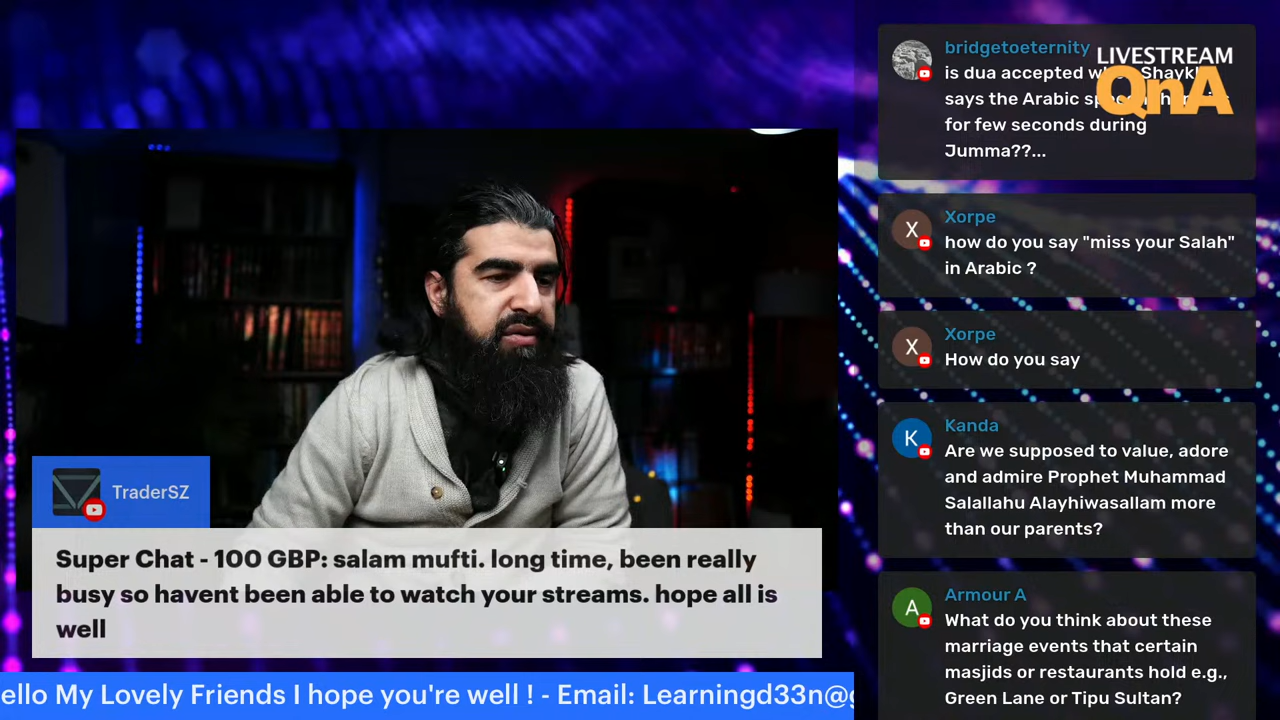 bridgetoeternity
is dua accepted Shaykh
says the Arabic
for few seconds during
Jumma??...
LIVESTREAM
QnA
X
Xorpe
how do you say "miss your Salah"
in Arabic ?
X
Xorpe
How do you say
K
Kanda
Are we supposed to value, adore
and admire Prophet Muhammad
Salallahu Alayhiwasallam more
than our parents?
A
Armour A
What do you think about these
marriage events that certain
masjids or restaurants hold e.g.,
Green Lane or Tipu Sultan?
TraderSZ
Super Chat - 100 GBP: salam mufti. long time, been really
busy so havent been able to watch your streams. hope all is
well
ello My Lovely Friends I hope you're well ! - Email: Learningd33n@g